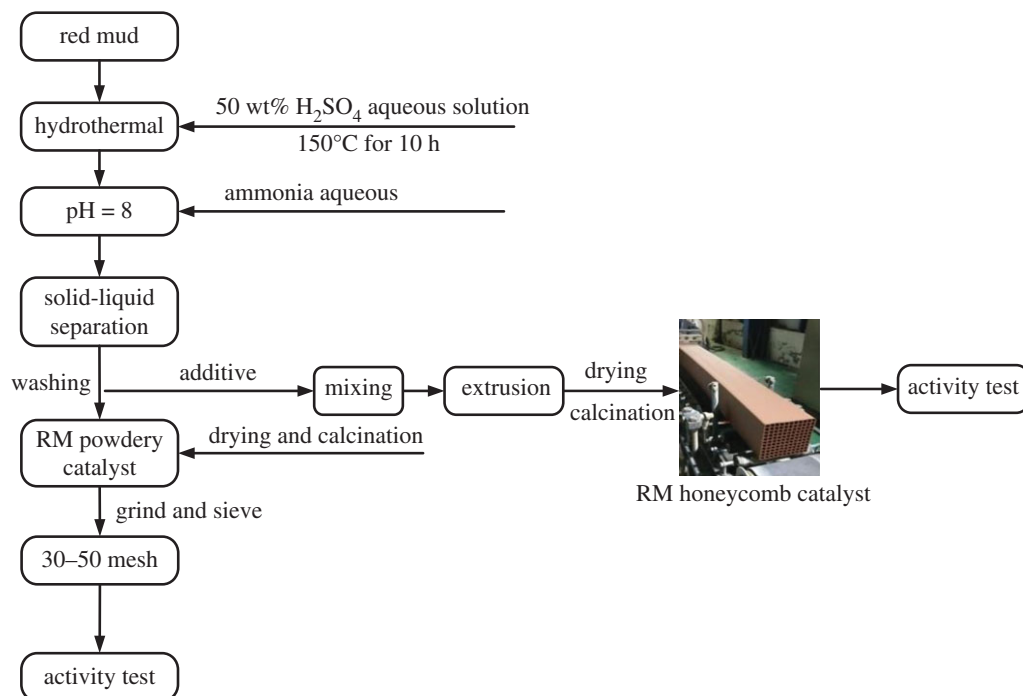 red mud
hydrothermal
50 wt% H₂SO₄ aqueous solution
150°C for 10 h
pH = 8
ammonia aqueous
solid-liquid
separation
washing
additive
mixing
extrusion
drying
calcination
activity test
RM powdery
catalyst
drying and calcination
RM honeycomb catalyst
grind and sieve
30–50 mesh
activity test